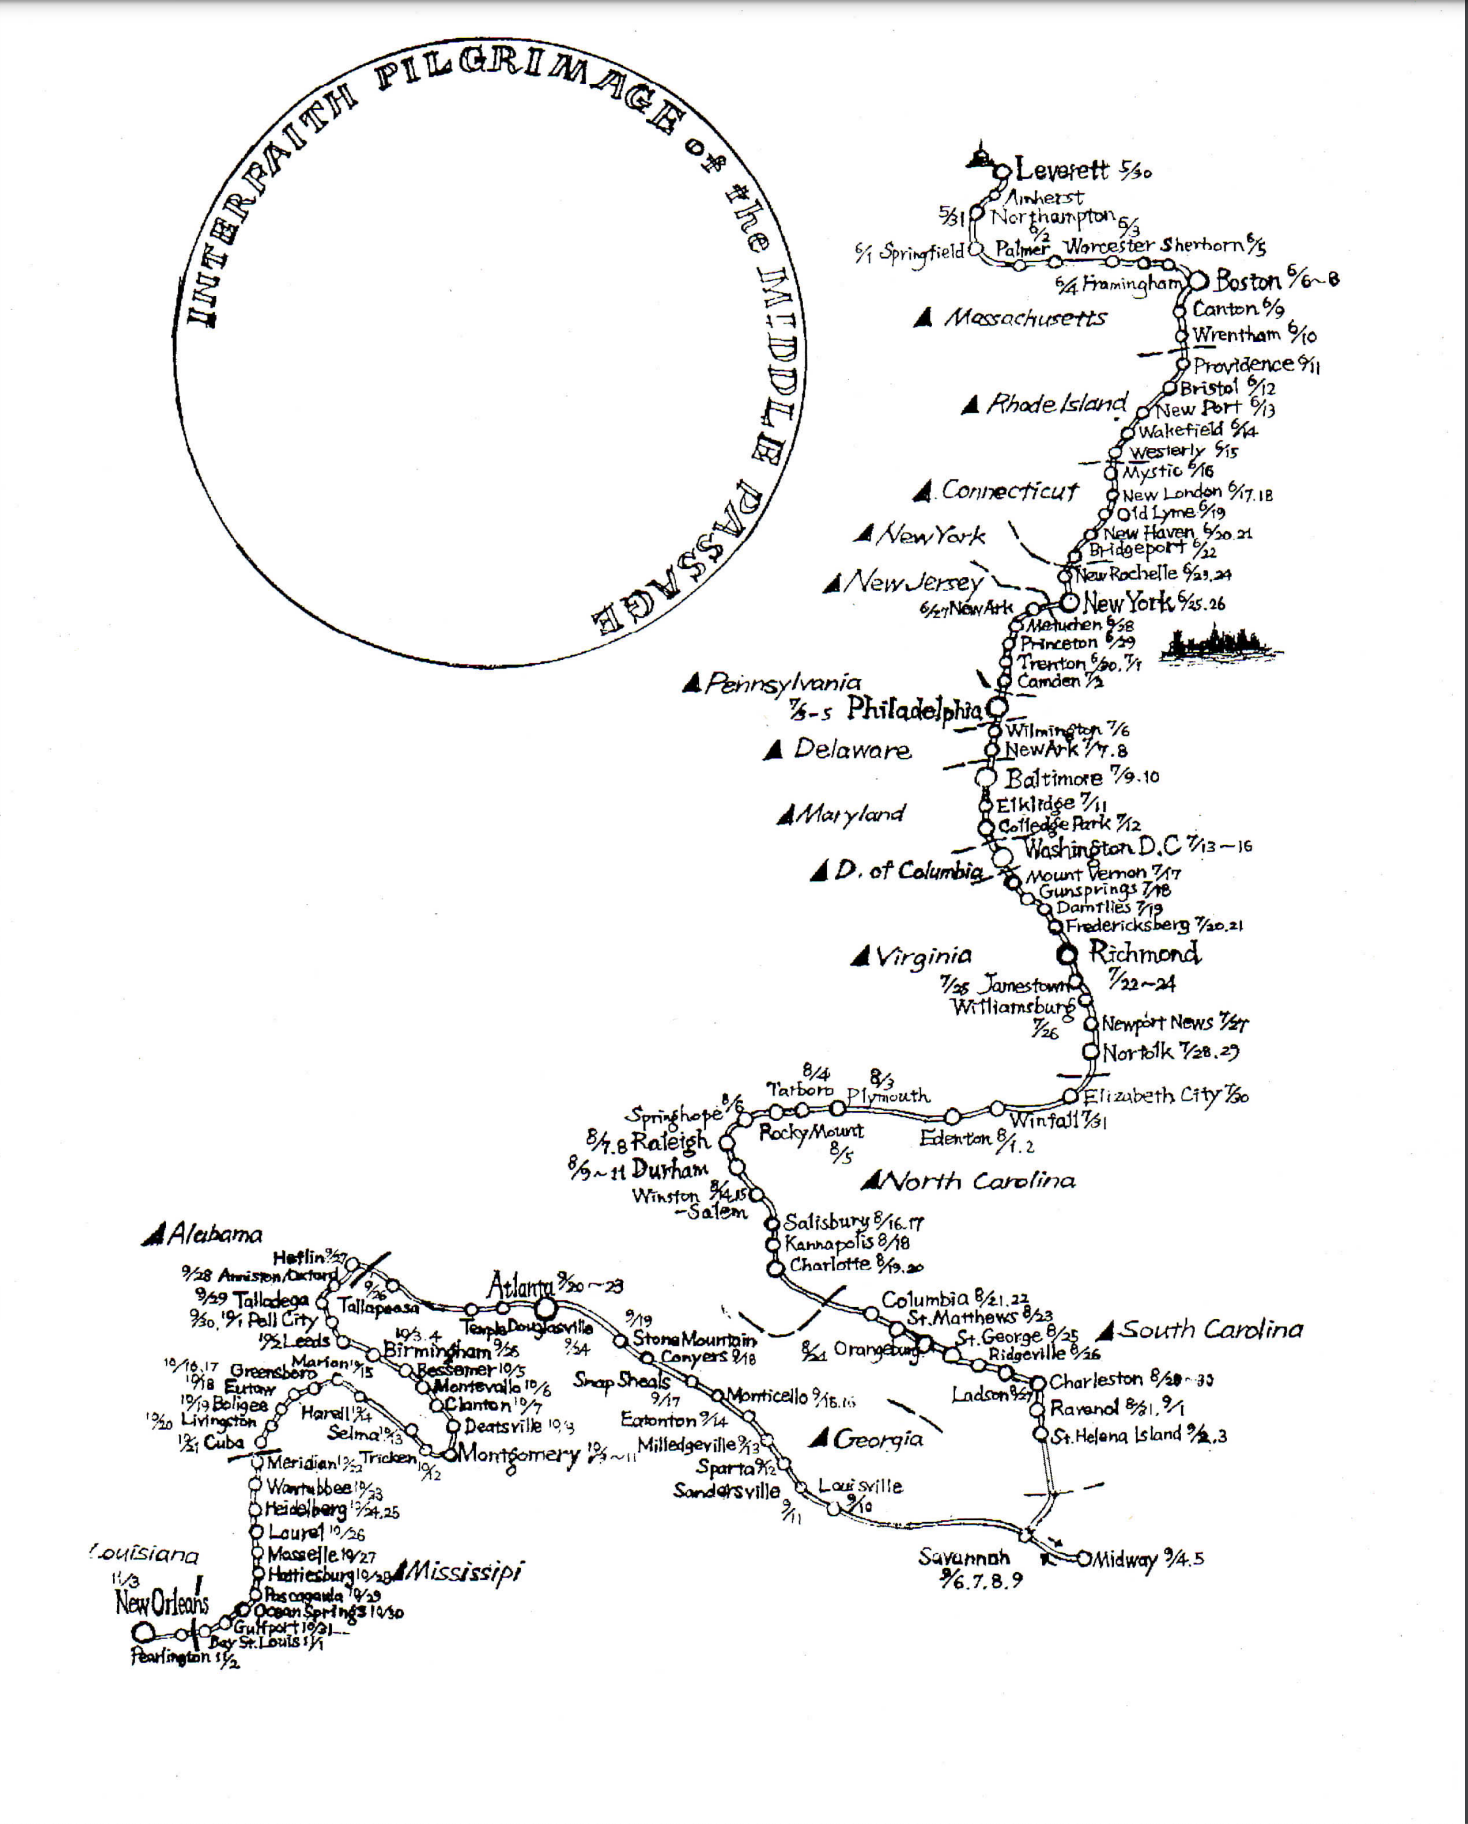 INTERFAITH PILGRIMAGE of the MIDDLE PASSAGE
Leverett 5/30
Amherst
5/31 Northampton
6/1 Springfield
Palmer 6/2
Worcester 6/3
6/4 Framingham
Sherborn 6/5
Boston 6/6~8
Canton 6/9
Wrentham 6/10
▲ Massachusetts
Providence 6/11
Bristol 6/12
New Port 6/13
▲ Rhode Island
Wakefield 6/14
Westerly 6/15
Mystic 6/16
New London 6/17.18
▲ Connecticut
Old Lyme 6/19
New Haven 6/20.21
Bridgeport 6/22
▲ New York
New Rochelle 6/23.24
▲ New Jersey
New York 6/25.26
6/27 NewArk
Metuchen 6/28
Princeton 6/29
Trenton 6/30, 7/1
Camden 7/2
▲ Pennsylvania
7/3-5 Philadelphia
Wilmington 7/6
▲ Delaware
NewArk 7/7.8
Baltimore 7/9.10
Elklidge 7/11
▲ Maryland
Colledge Park 7/12
Washington D.C 7/13~16
▲ D. of Columbia
Mount Vernon 7/17
Gunsprings 7/18
Damflies 7/19
Fredericksberg 7/20.21
▲ Virginia
Richmond
7/22~24
7/25 Jamestown
Williamsburg
7/26
Newport News 7/27
Norfolk 7/28.29
Elizabeth City 7/30
Winfall 7/31
Edenton 8/1.2
8/3
Plymouth
8/4
Tarboro
Rocky Mount
8/5
Springhope 8/6
8/7.8 Raleigh
8/9~11 Durham
Winston 8/14.15
-Salem
▲ North Carolina
Salisbury 8/16.17
Kannapolis 8/18
Charlotte 8/19.20
Columbia 8/21.22
St. Matthews 8/23
8/24 Orangeburg
St. George 8/25
Ridgeville 8/26
▲ South Carolina
Ladson 8/27
Charleston 8/28~30
Ravenol 8/31, 9/1
St. Helena Island 9/2,3
Midway 9/4.5
Savannah
9/6.7.8.9
▲ Georgia
Louisville
9/10
Sandersville
9/11
Sparta 9/12
Milledgeville 9/13
Eatonton 9/14
Monticello 9/15.16
Snap Sheals
9/17
Conyers 9/18
9/19
Stone Mountain
Atlanta 9/20~23
Douglasville
9/24
Temple
9/25
9/26
Tallapoosa
▲ Alabama
Heflin 9/27
9/28 Anniston/Oxford
9/29 Talladega
9/30, 10/1 Pell City
10/2 Leeds
10/3.4
Birmingham
Bessemer 10/5
Montevallo 10/6
Clanton 10/7
Deatsville 10/8
Montgomery 10/9~11
Tricken
10/12
Selma 10/13
Harell 10/14
Marion 10/15
10/16.17 Greensboro
10/18 Eutaw
10/19 Boligee
10/20 Livingston
10/21 Cuba
Meridian 10/22
Wautubbee 10/23
Heidelberg 10/24,25
Laurel 10/26
Mosselle 10/27
Hattiesburg 10/28
▲ Mississipi
Pascagaula 10/29
Ocean Springs 10/30
Gulfport 10/31
Bay St. Louis 11/1
Pearlington 11/2
Louisiana
11/3
New Orleans